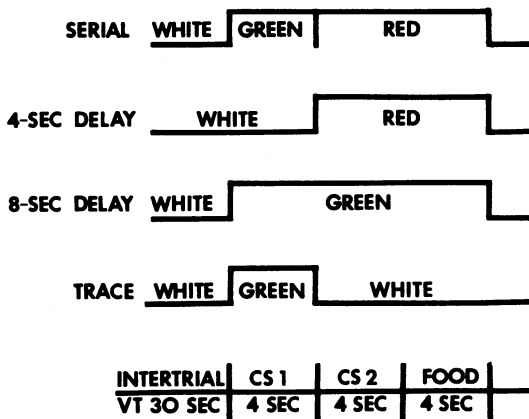 SERIAL WHITE GREEN RED
4-SEC DELAY WHITE RED
8-SEC DELAY WHITE GREEN
TRACE WHITE GREEN WHITE
INTERTRIAL CS 1 CS 2 FOOD
VT 30 SEC 4 SEC 4 SEC 4 SEC